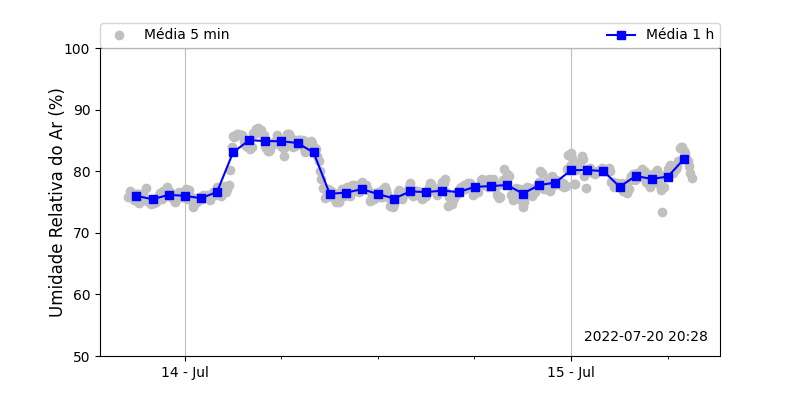 Média 5 min
Média 1 h
100
90
80
70
60
50
Umidade Relativa do Ar (%)
2022-07-20 20:28
14 - Jul
15 - Jul